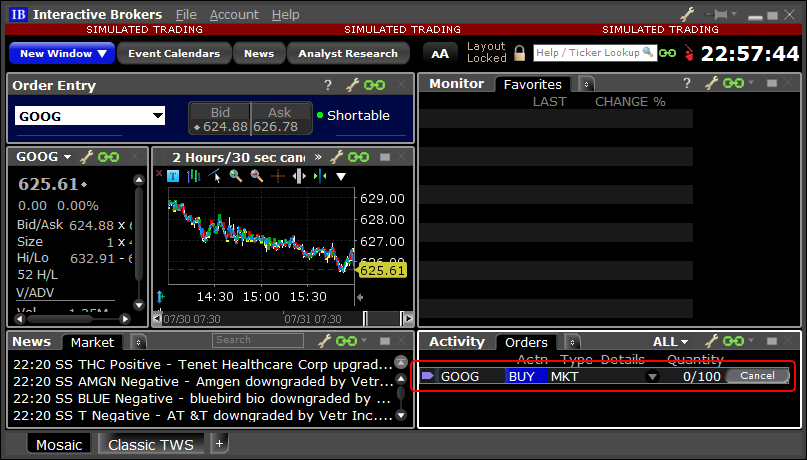 IB Interactive Brokers File Account Help
SIMULATED TRADING SIMULATED TRADING SIMULATED TRADING
New Window Event Calendars News Analyst Research AA Layout Locked Help / Ticker Lookup 22:57:44
Order Entry ?
GOOG
Bid Ask
624.88 626.78
Shortable
Monitor Favorites ?
LAST CHANGE %
GOOG
625.61
0.00 0.00%
Bid/Ask 624.88 x
Size 1 x
Hi/Lo 632.91 -
52 H/L
V/ADV
2 Hours/30 sec canc »
T
629.00
628.00
627.00
626.00
625.61
14:30 15:00 15:30
07/30 07:30 07/31 07:30
News Market Search
22:20 SS THC Positive - Tenet Healthcare Corp upgrad...
22:20 SS AMGN Negative - Amgen downgraded by Vetr...
22:20 SS BLUE Negative - bluebird bio downgraded by ...
22:20 SS T Negative - AT &T downgraded by Vetr Inc....
Activity Orders ALL
Actn Type Details Quantity
GOOG BUY MKT 0/100 Cancel
Mosaic Classic TWS +